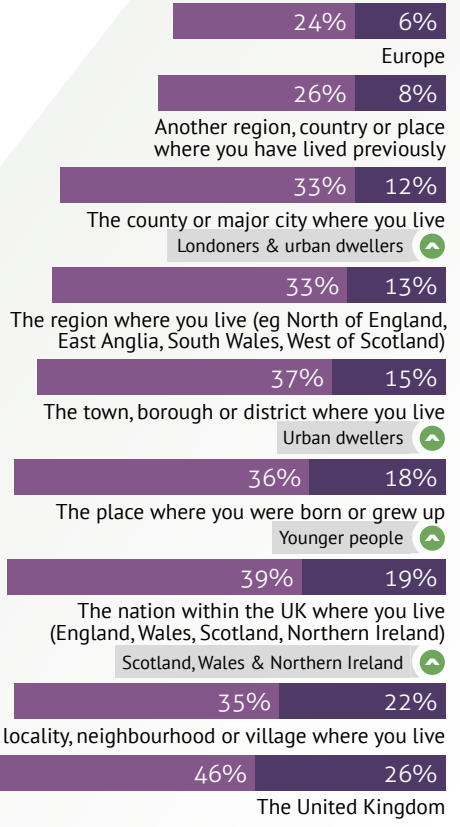 24% 6%
Europe
26% 8%
Another region, country or place
where you have lived previously
33% 12%
The county or major city where you live
Londoners & urban dwellers
33% 13%
The region where you live (eg North of England,
East Anglia, South Wales, West of Scotland)
37% 15%
The town, borough or district where you live
Urban dwellers
36% 18%
The place where you were born or grew up
Younger people
39% 19%
The nation within the UK where you live
(England, Wales, Scotland, Northern Ireland)
Scotland, Wales & Northern Ireland
35% 22%
locality, neighbourhood or village where you live
46% 26%
The United Kingdom